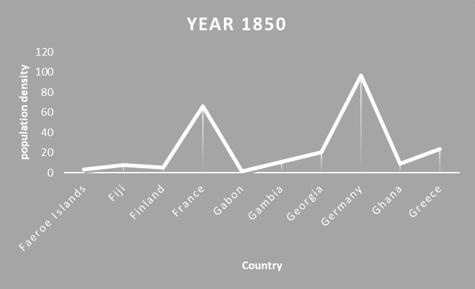 YEAR 1850
population density
120
100
80
60
40
20
0
Faeroe Islands
Fiji
Finland
France
Gabon
Gambia
Georgia
Germany
Ghana
Greece
Country